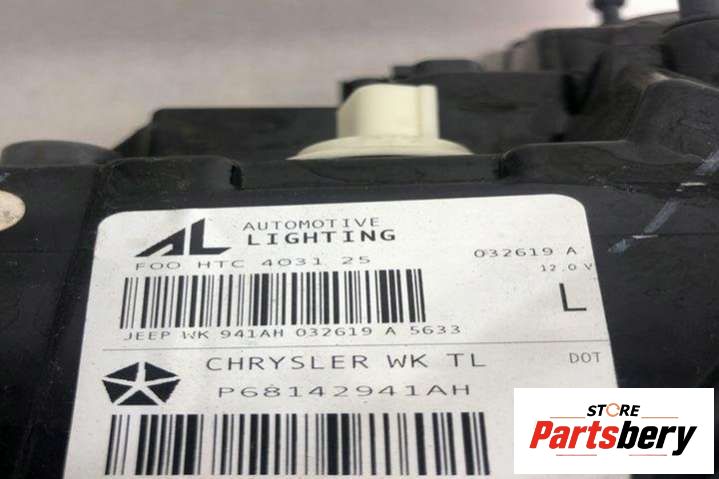 AL AUTOMOTIVE
LIGHTING
F00 HTC 4031 25
032619 A
12.0 V
L
JEEP WK 941AH 032619 A 5633
CHRYSLER WK TL
DOT
P68142941AH
STORE
Partsbery